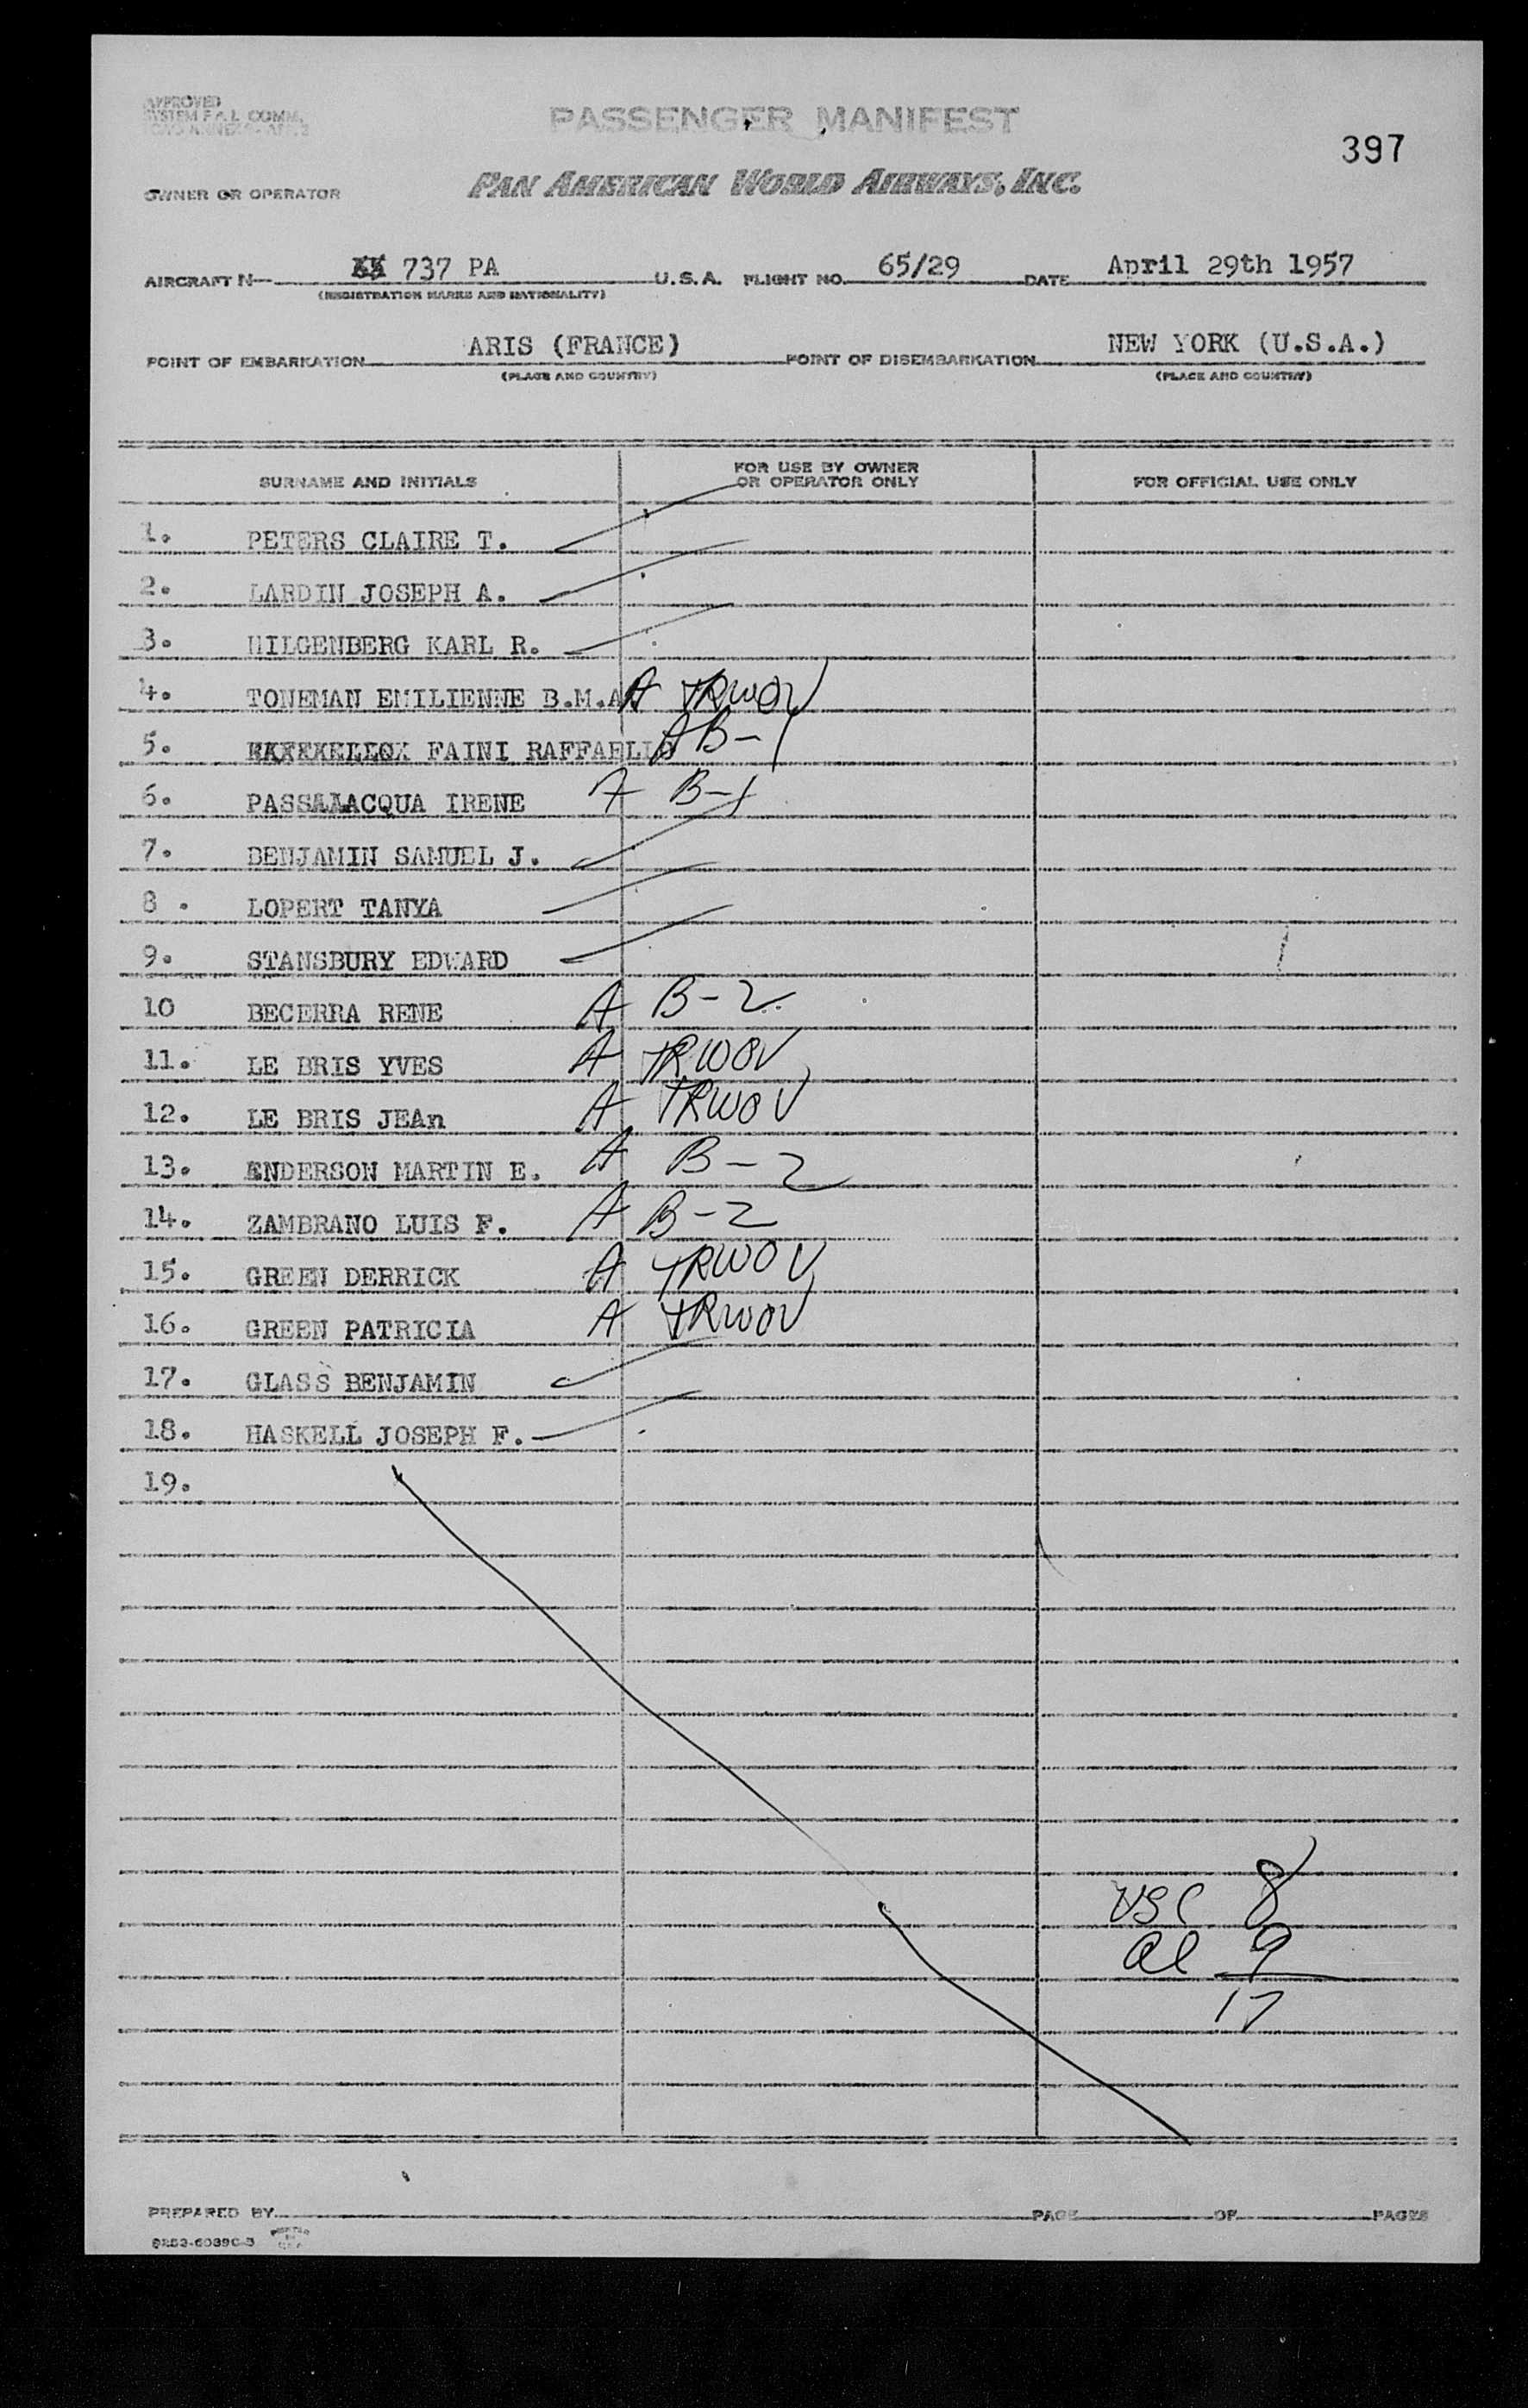 APPROVED
SYSTEM F.A.L. COMM.
PASSENGER MANIFEST
397
OWNER OR OPERATOR
PAN AMERICAN WORLD AIRWAYS, INC.
AIRCRAFT N 737 PA U.S.A. FLIGHT NO. 65/29 DATE April 29th 1957
(REGISTRATION MARKS AND NATIONALITY)
POINT OF EMBARKATION ARIS (FRANCE) POINT OF DISEMBARKATION NEW YORK (U.S.A.)
(PLACE AND COUNTRY) (PLACE AND COUNTRY)
SURNAME AND INITIALS FOR USE BY OWNER OR OPERATOR ONLY FOR OFFICIAL USE ONLY
1. PETERS CLAIRE T.
2. LARDIN JOSEPH A.
3. HILGENBERG KARL R.
4. TONEMAN EMILIENNE B.M.A. A TRWOV
5. FAINI RAFFAELLO A B-1
6. PASSALACQUA IRENE A B-1
7. BENJAMIN SAMUEL J.
8. LOPERT TANYA
9. STANSBURY EDWARD
10 BECERRA RENE A B-2
11. LE BRIS YVES A TRWOV
12. LE BRIS JEAn A TRWOV
13. ANDERSON MARTIN E. A B-2
14. ZAMBRANO LUIS F. A B-2
15. GREEN DERRICK A TRWOV
16. GREEN PATRICIA A TRWOV
17. GLASS BENJAMIN
18. HASKELL JOSEPH F.
19.
USC 8
al 9
17
PREPARED BY PAGE OF PAGES